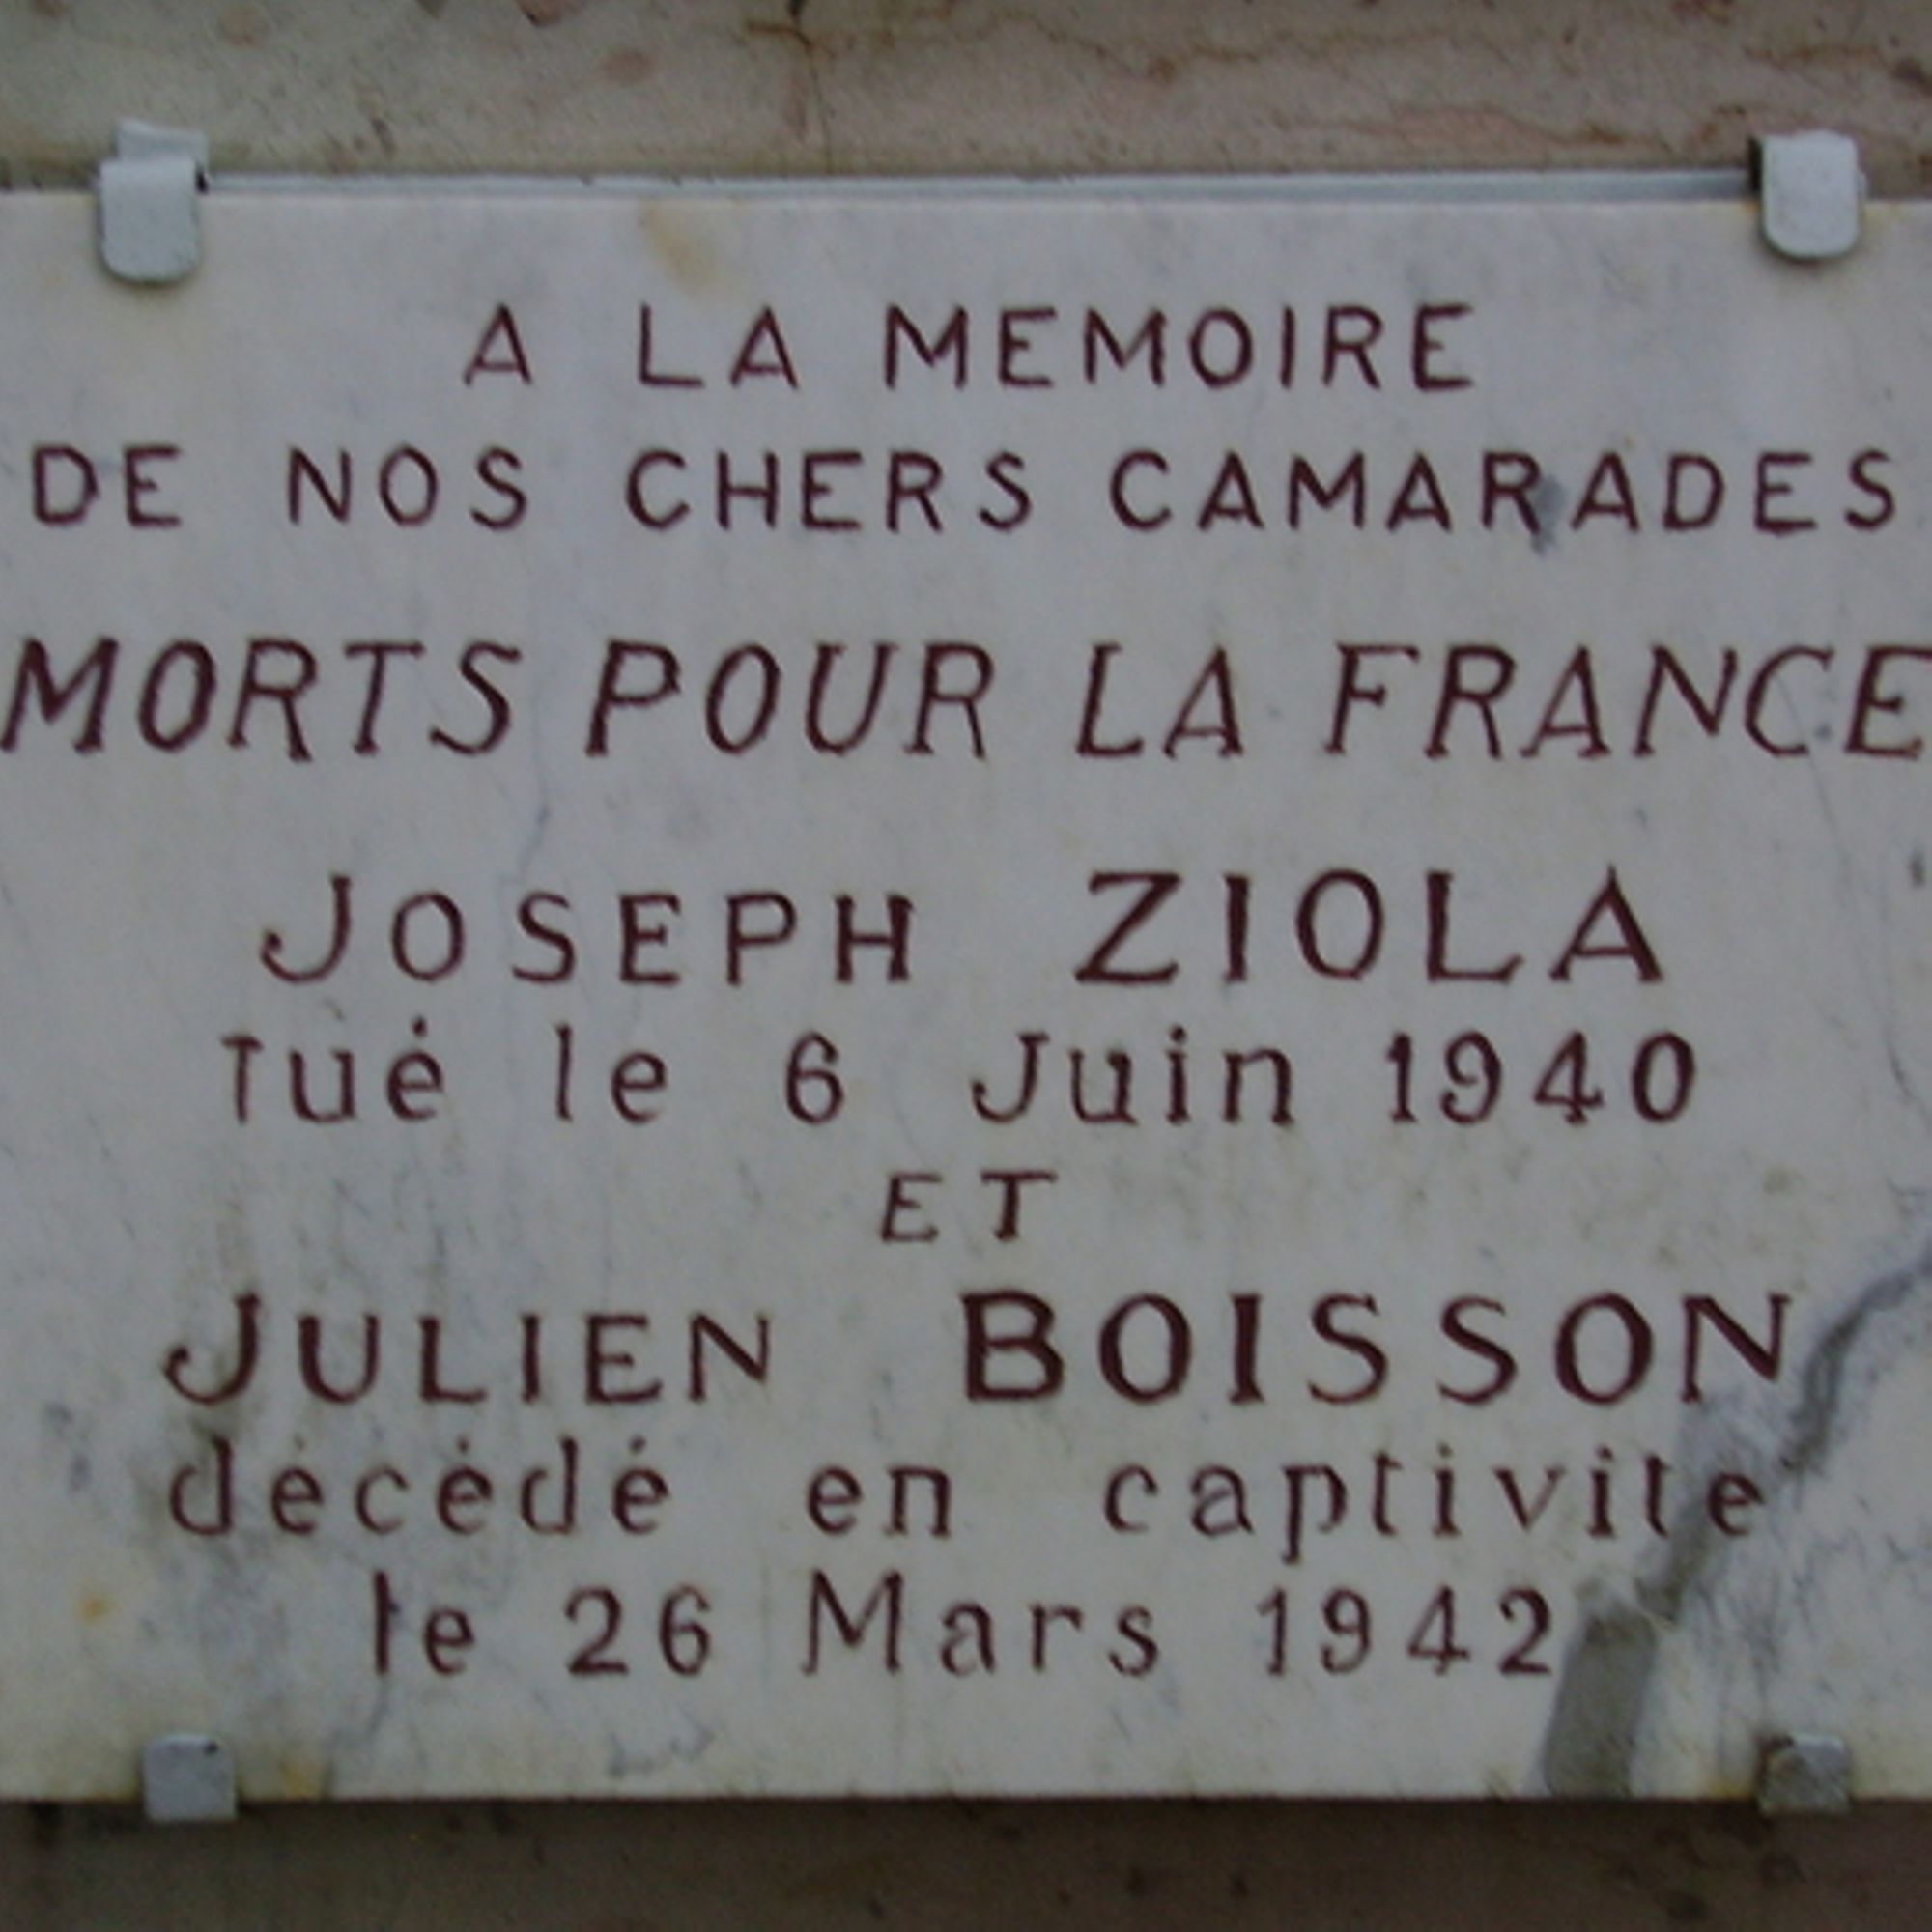 A LA MEMOIRE
DE NOS CHERS CAMARADES
MORTS POUR LA FRANCE
JOSEPH ZIOLA
tué le 6 Juin 1940
ET
JULIEN BOISSON
décédé en captivite
le 26 Mars 1942